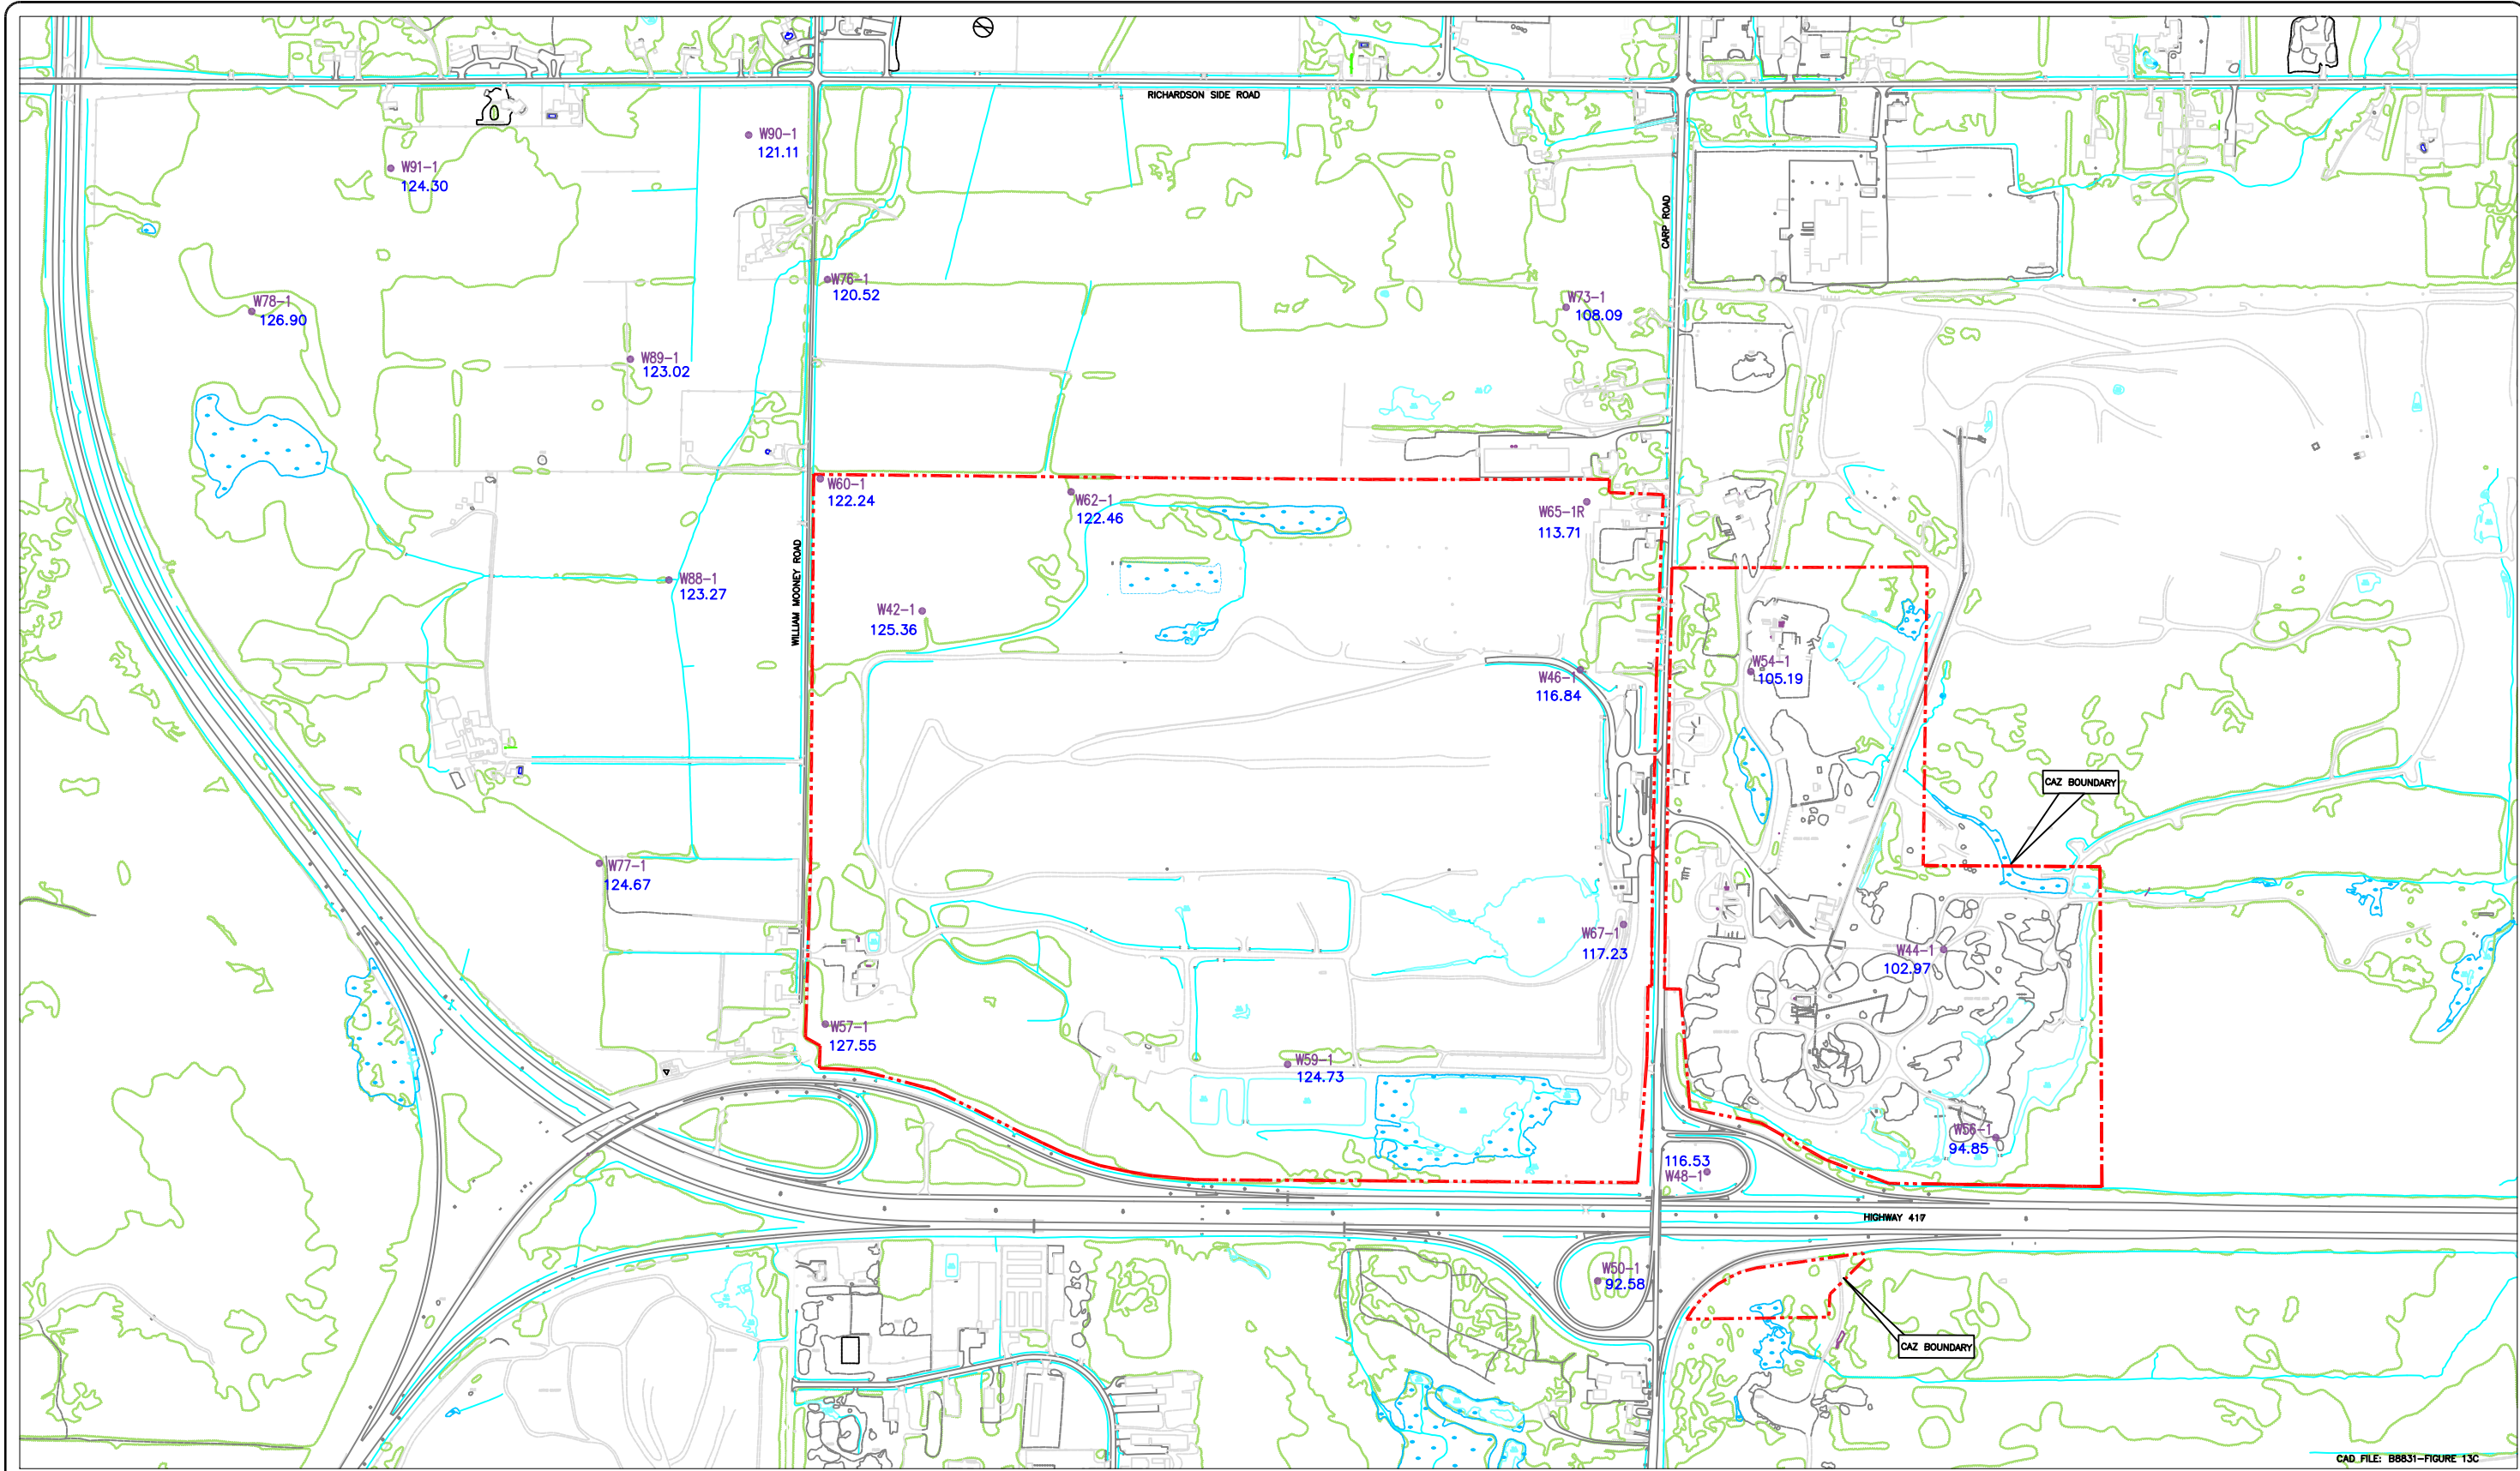 RICHARDSON SIDE ROAD
W90-1
121.11
W91-1
124.30
CARP ROAD
W76-1
120.52
W78-1
126.90
W73-1
108.09
W89-1
123.02
W60-1
122.24
W62-1
122.46
W65-1R
113.71
WILLIAM MOONEY ROAD
W88-1
123.27
W42-1
125.36
W54-1
105.19
W46-1
116.84
CAZ BOUNDARY
W77-1
124.67
W67-1
117.23
W44-1
102.97
W57-1
127.55
W59-1
124.73
W56-1
94.85
116.53
W48-1
HIGHWAY 417
W50-1
92.58
CAZ BOUNDARY
CAD FILE: B8831-FIGURE 13C